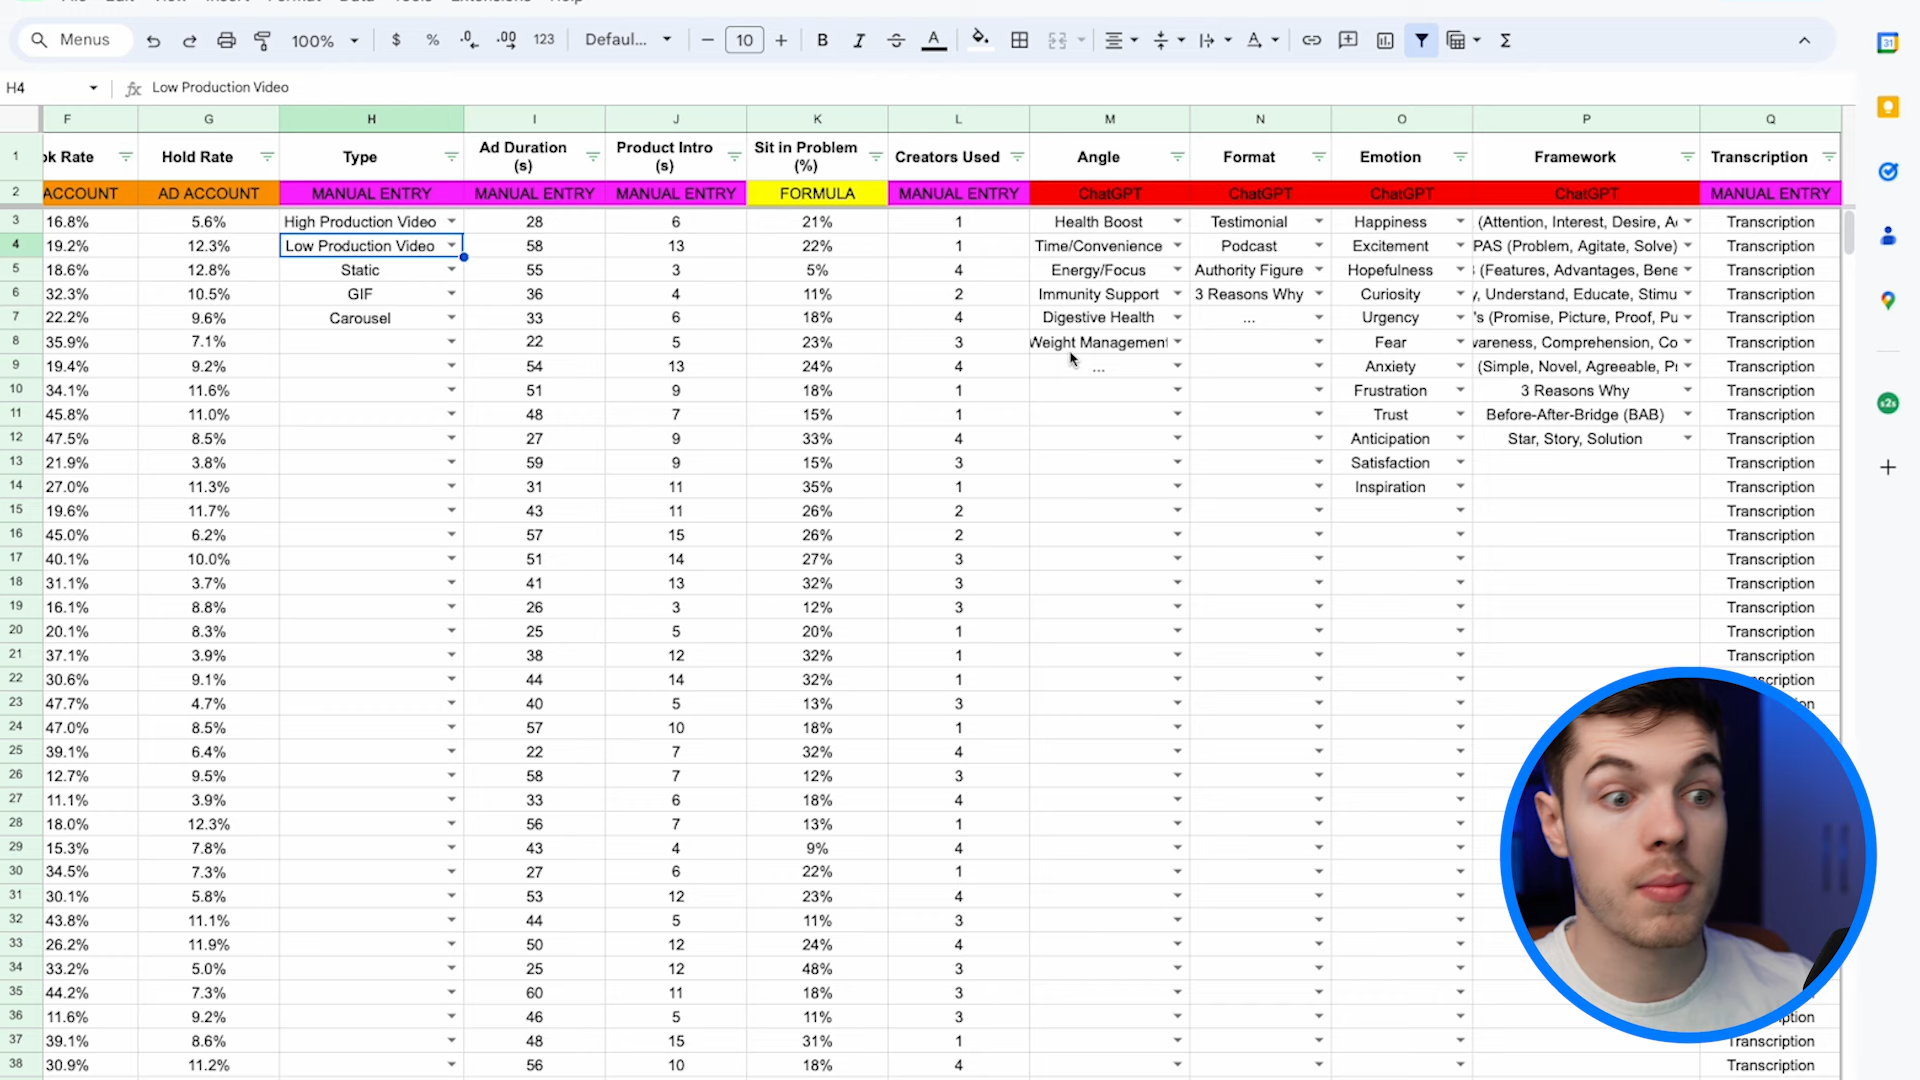 Menus 100% $ % .0 .00 123 Defaul... 10 B I A Σ 31
H4 fx Low Production Video
F G H I J K L M N O P Q
1 ok Rate Hold Rate Type Ad Duration (s) Product Intro (s) Sit in Problem (%) Creators Used Angle Format Emotion Framework Transcription
2 ACCOUNT AD ACCOUNT MANUAL ENTRY MANUAL ENTRY MANUAL ENTRY FORMULA MANUAL ENTRY ChatGPT ChatGPT ChatGPT ChatGPT MANUAL ENTRY
3 16.8% 5.6% High Production Video 28 6 21% 1 Health Boost Testimonial Happiness (Attention, Interest, Desire, A Transcription
4 19.2% 12.3% Low Production Video 58 13 22% 1 Time/Convenience Podcast Excitement PAS (Problem, Agitate, Solve) Transcription
5 18.6% 12.8% Static 55 3 5% 4 Energy/Focus Authority Figure Hopefulness (Features, Advantages, Bene Transcription
6 32.3% 10.5% GIF 36 4 11% 2 Immunity Support 3 Reasons Why Curiosity y, Understand, Educate, Stimu Transcription
7 22.2% 9.6% Carousel 33 6 18% 4 Digestive Health ... Urgency 's (Promise, Picture, Proof, Pu Transcription
8 35.9% 7.1% 22 5 23% 3 Weight Management Fear wareness, Comprehension, Co Transcription
9 19.4% 9.2% 54 13 24% 4 ... Anxiety (Simple, Novel, Agreeable, Pr Transcription
10 34.1% 11.6% 51 9 18% 1 Frustration 3 Reasons Why Transcription
11 45.8% 11.0% 48 7 15% 1 Trust Before-After-Bridge (BAB) Transcription
12 47.5% 8.5% 27 9 33% 4 Anticipation Star, Story, Solution Transcription
13 21.9% 3.8% 59 9 15% 3 Satisfaction Transcription
14 27.0% 11.3% 31 11 35% 1 Inspiration Transcription
15 19.6% 11.7% 43 11 26% 2 Transcription
16 45.0% 6.2% 57 15 26% 2 Transcription
17 40.1% 10.0% 51 14 27% 3 Transcription
18 31.1% 3.7% 41 13 32% 3 Transcription
19 16.1% 8.8% 26 3 12% 3 Transcription
20 20.1% 8.3% 25 5 20% 1 Transcription
21 37.1% 3.9% 38 12 32% 1 Transcription
22 30.6% 9.1% 44 14 32% 1 Transcription
23 47.7% 4.7% 40 5 13% 3
24 47.0% 8.5% 57 10 18% 1
25 39.1% 6.4% 22 7 32% 4
26 12.7% 9.5% 58 7 12% 3
27 11.1% 3.9% 33 6 18% 4
28 18.0% 12.3% 56 7 13% 1
29 15.3% 7.8% 43 4 9% 4
30 34.5% 7.3% 27 6 22% 1
31 30.1% 5.8% 53 12 23% 4
32 43.8% 11.1% 44 5 11% 3
33 26.2% 11.9% 50 12 24% 4
34 33.2% 5.0% 25 12 48% 3
35 44.2% 7.3% 60 11 18% 3
36 11.6% 9.2% 46 5 11% 3 ption
37 39.1% 8.6% 48 15 31% 1 Transcription
38 30.9% 11.2% 56 10 18% 4 Transcription